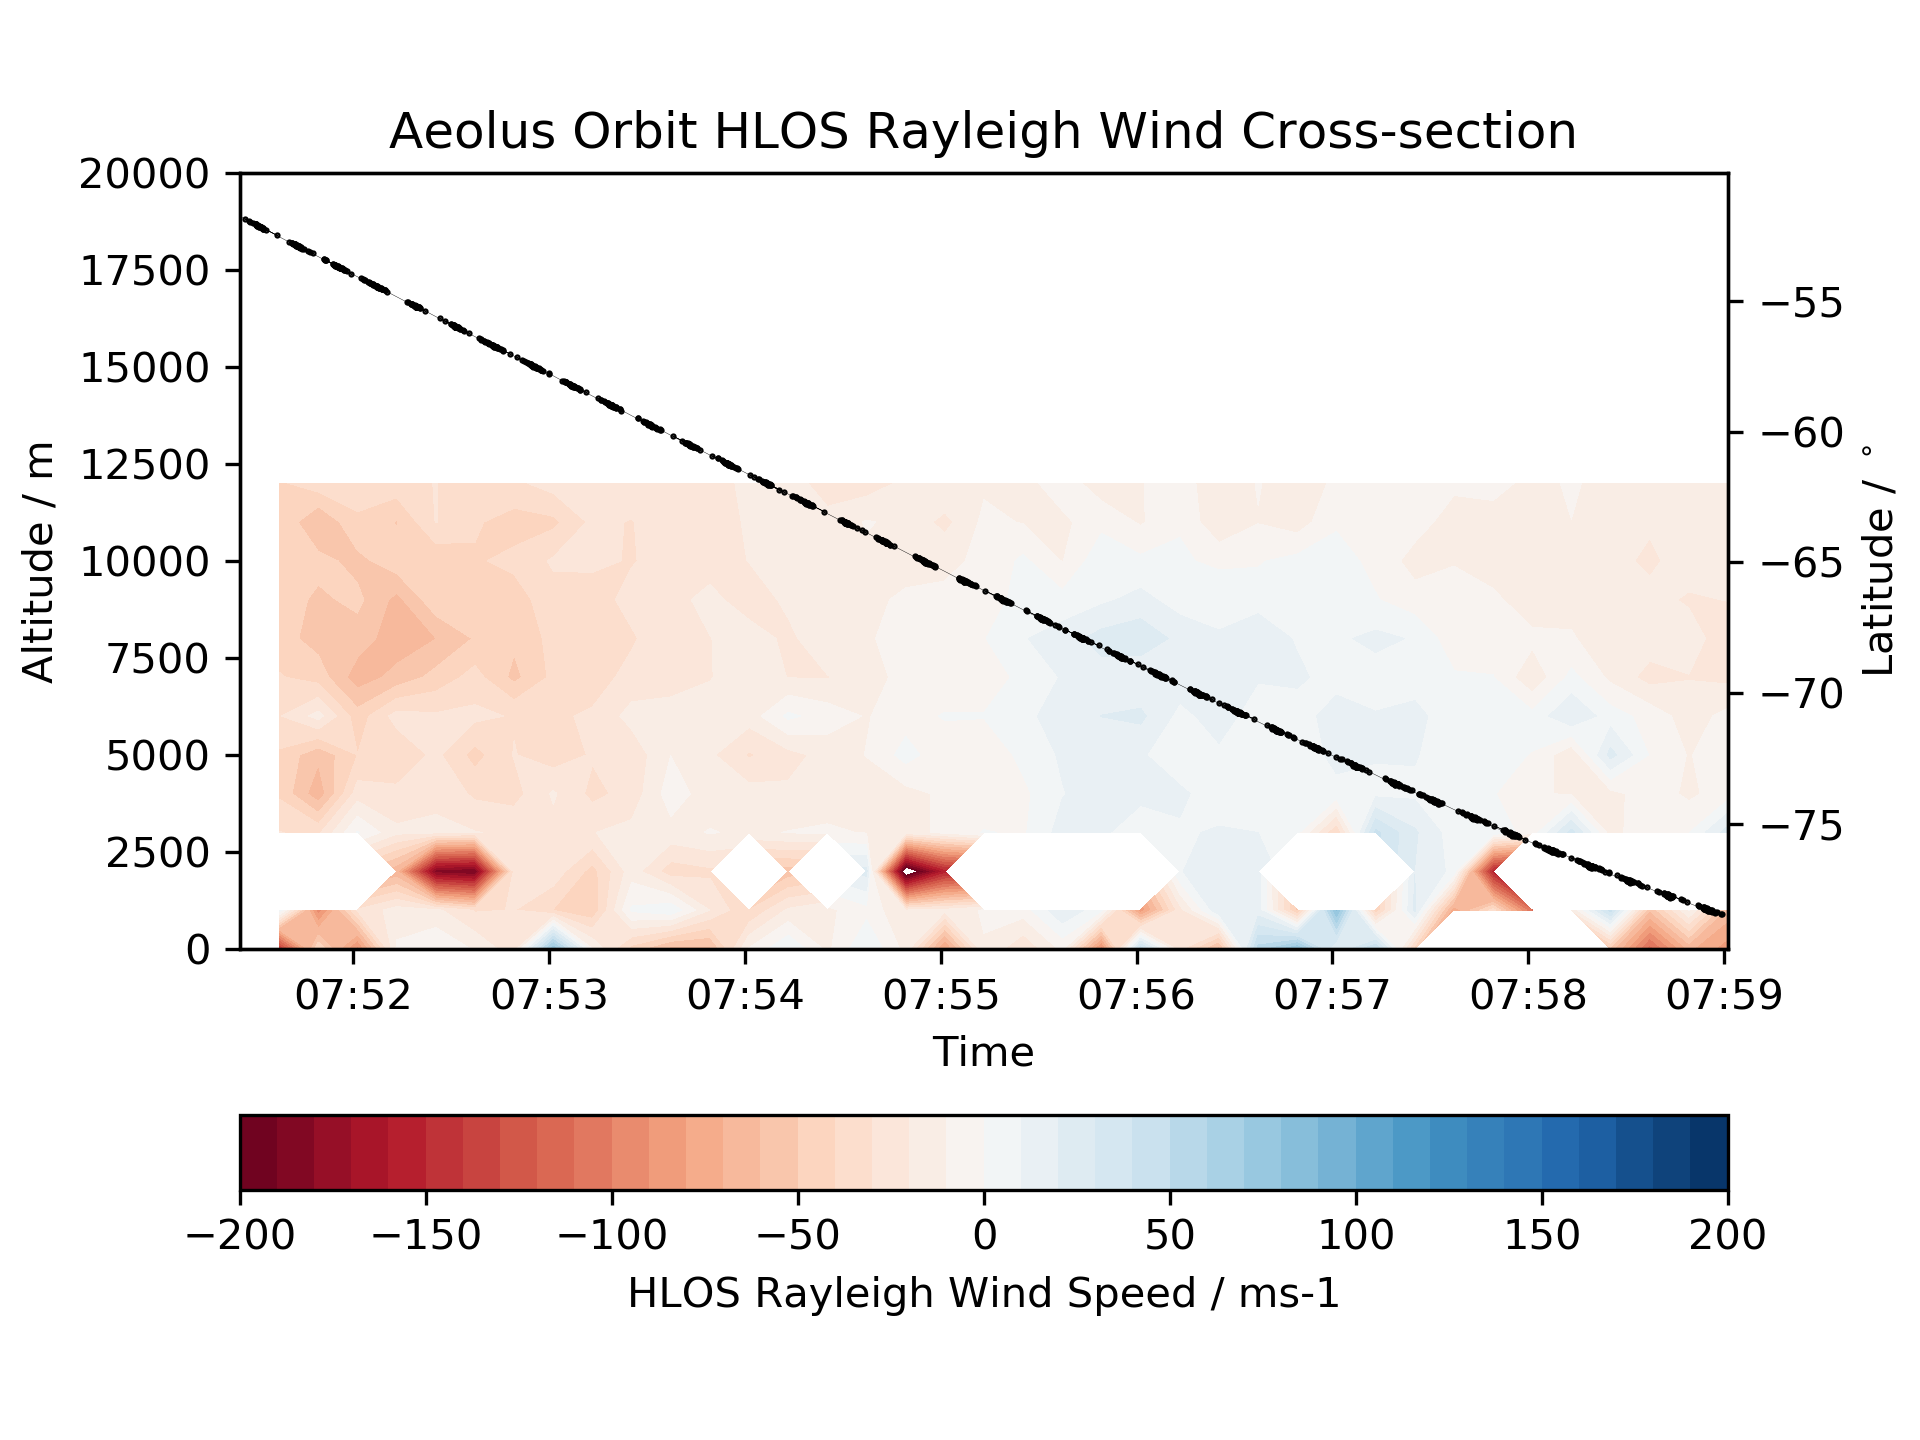 Aeolus Orbit HLOS Rayleigh Wind Cross-section
20000
17500
15000
12500
10000
7500
5000
2500
0
Altitude / m
−55
−60
−65
−70
−75
Latitude / °
07:52 07:53 07:54 07:55 07:56 07:57 07:58 07:59
Time
−200 −150 −100 −50 0 50 100 150 200
HLOS Rayleigh Wind Speed / ms-1